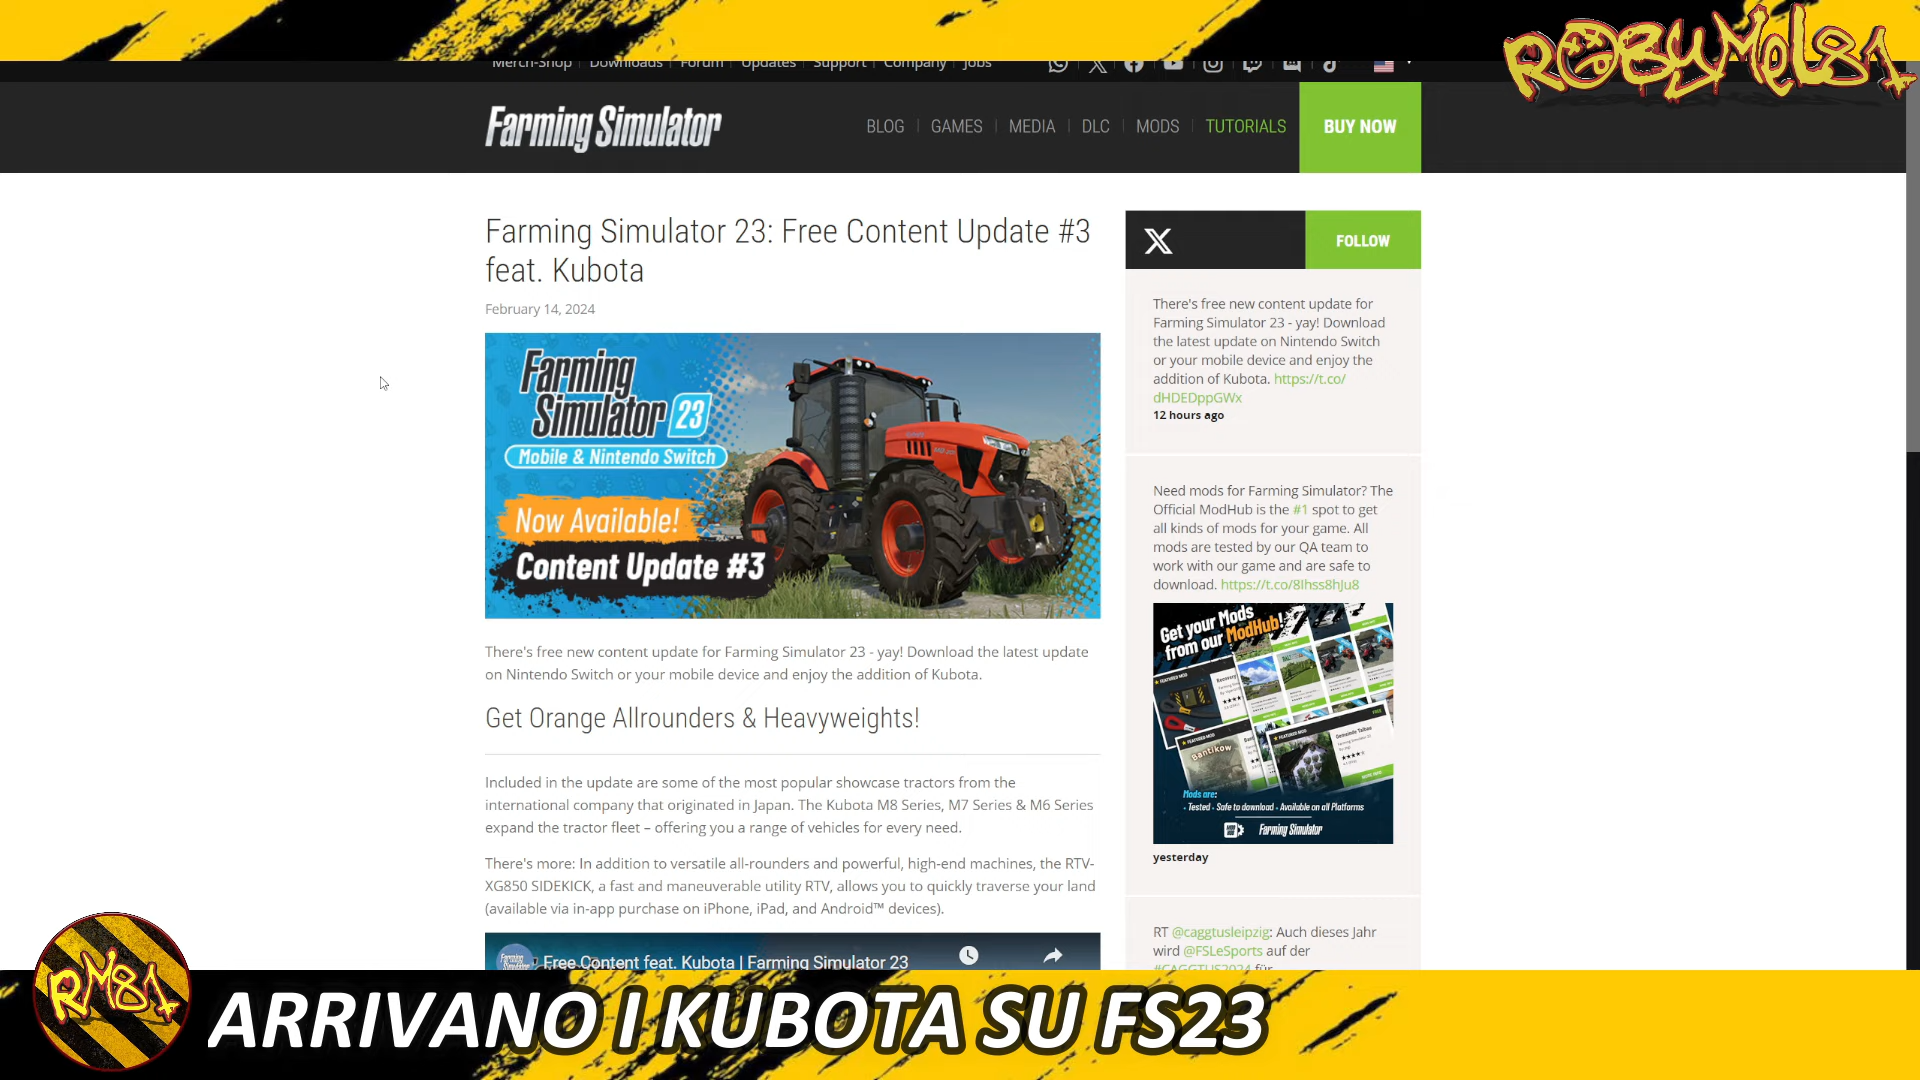 RobyMel81
Merch-Shop Downloads Forum Updates Support Company Jobs
Farming Simulator
BLOG GAMES MEDIA DLC MODS TUTORIALS BUY NOW
Farming Simulator 23: Free Content Update #3
feat. Kubota
February 14, 2024
Farming
Simulator 23
Mobile & Nintendo Switch
Now Available!
Content Update #3
There's free new content update for Farming Simulator 23 - yay! Download the latest update
on Nintendo Switch or your mobile device and enjoy the addition of Kubota.
Get Orange Allrounders & Heavyweights!
Included in the update are some of the most popular showcase tractors from the
international company that originated in Japan. The Kubota M8 Series, M7 Series & M6 Series
expand the tractor fleet – offering you a range of vehicles for every need.
There's more: In addition to versatile all-rounders and powerful, high-end machines, the RTV-
XG850 SIDEKICK, a fast and maneuverable utility RTV, allows you to quickly traverse your land
(available via in-app purchase on iPhone, iPad, and Android™ devices).
Free Content feat. Kubota | Farming Simulator 23
X FOLLOW
There's free new content update for
Farming Simulator 23 - yay! Download
the latest update on Nintendo Switch
or your mobile device and enjoy the
addition of Kubota. https://t.co/
dHDEDppGWx
12 hours ago
Need mods for Farming Simulator? The
Official ModHub is the #1 spot to get
all kinds of mods for your game. All
mods are tested by our QA team to
work with our game and are safe to
download. https://t.co/8Ihss8hJu8
Get your Mods
from our ModHub!
Bantikow
Mods are:
• Tested • Safe to download • Available on all Platforms
Farming Simulator
yesterday
RT @caggtusleipzig: Auch dieses Jahr
wird @FSLeSports auf der
#CAGGTUS2024 für
RM81
ARRIVANO I KUBOTA SU FS23